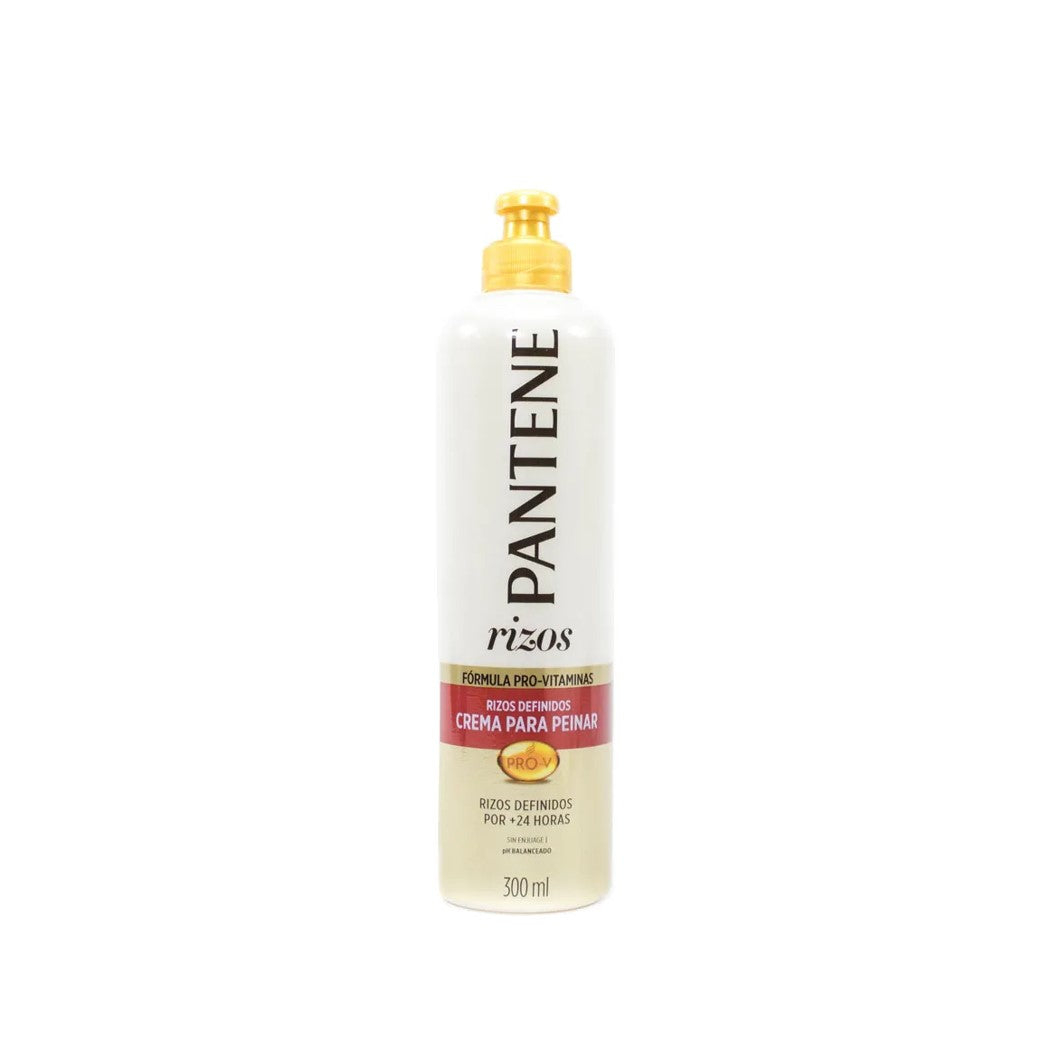 PANTENE
rizos
FÓRMULA PRO-VITAMINAS
RIZOS DEFINIDOS
CREMA PARA PEINAR
PRO-V
RIZOS DEFINIDOS
POR +24 HORAS
SIN ENJUAGE |
pH BALANCEADO
300 ml